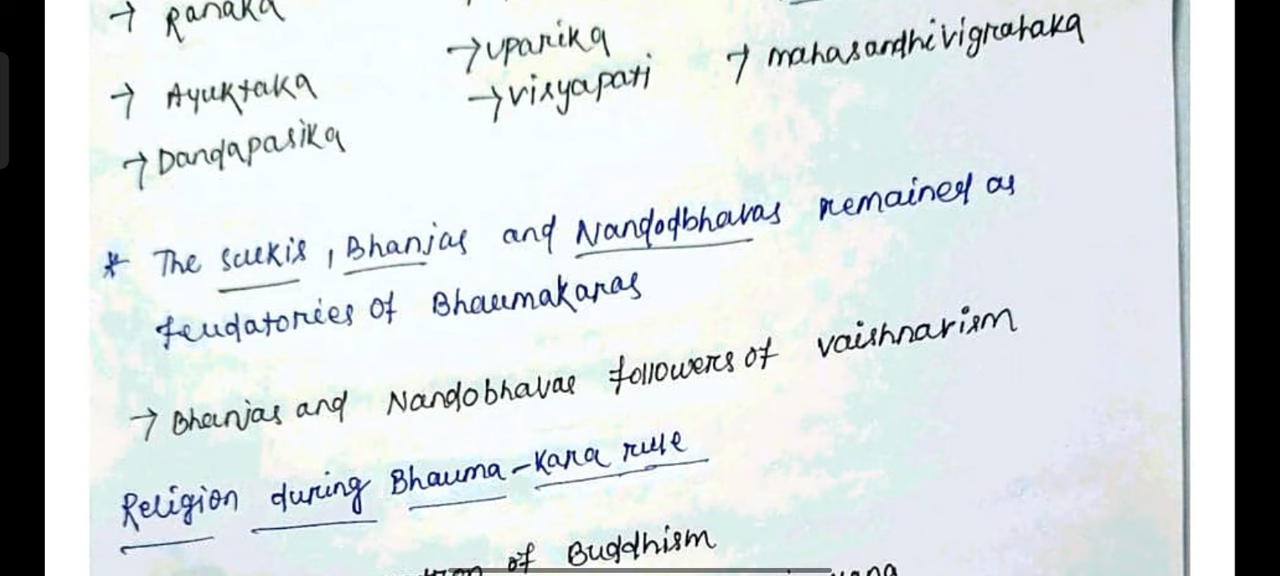 → Ranaka
→ uparika → mahasandhivigrahaka
→ Ayuktaka → visyapati
→ Dandapasika
* The sulkis, Bhanjas and Nandodbhavas remained as
feudatories of Bhaumakaras
→ Bhanjas and Nandobhavas followers of vaishnavism
Religion during Bhauma-Kara rule
of Buddhism